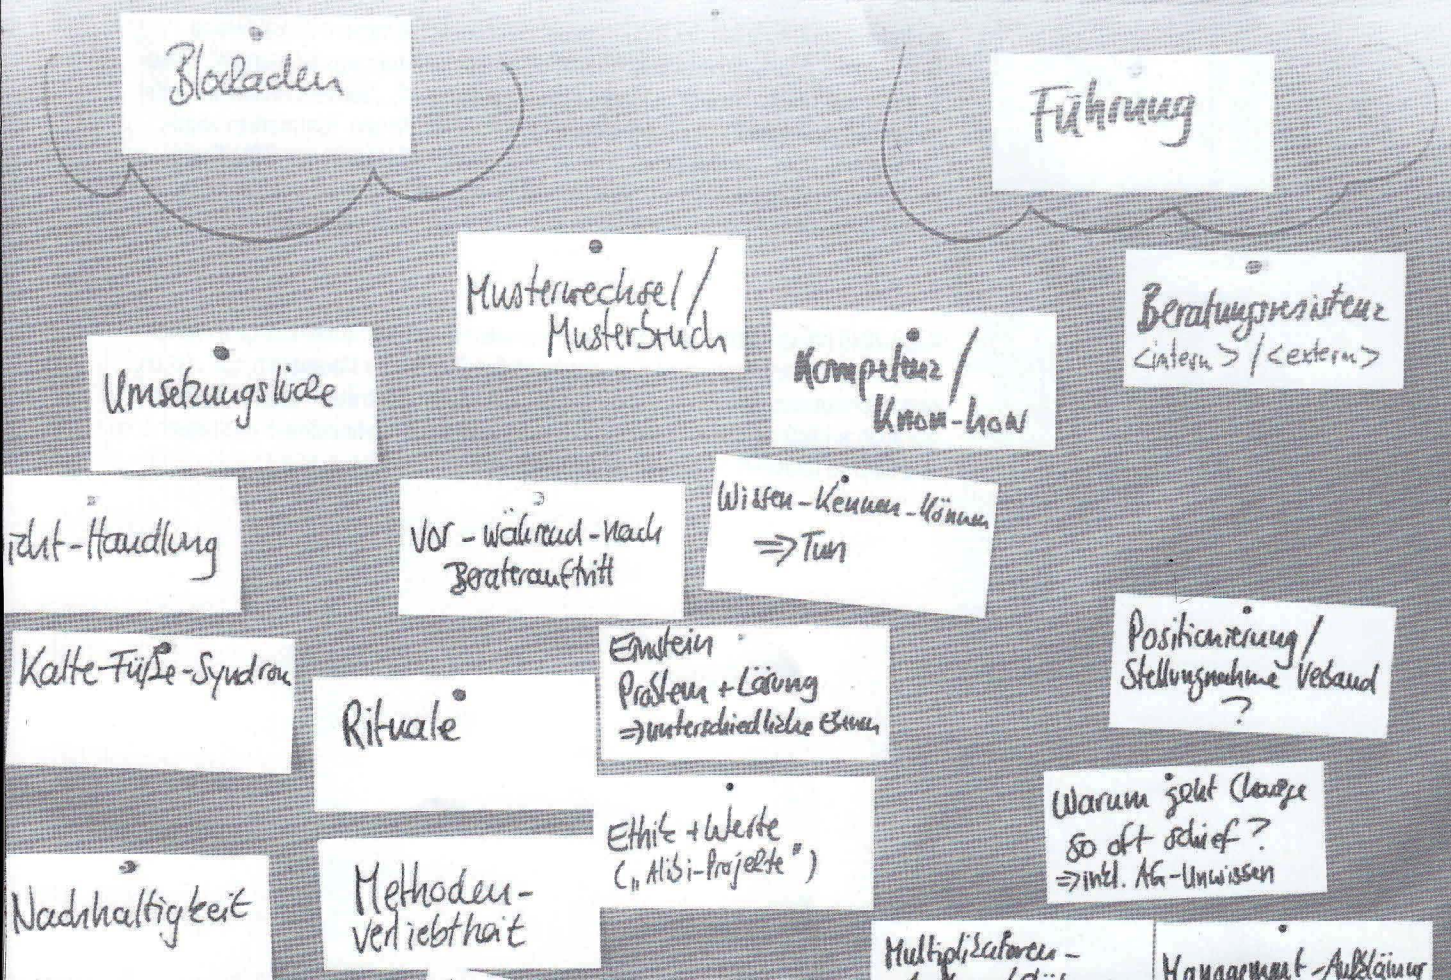 Blockaden
Führung
Musterwechsel /
Musterbruch
Beratungsresistenz
<intern> / <extern>
Umsetzungslücke
Kompetenz /
Know-how
icht-Handlung
Vor-während-nach
Beraterauftritt
Wissen-Kennen-Können
⇒ Tun
Kalte-Füße-Syndrom
Rituale
Einstein
Problem + Lösung
⇒ unterschiedliche Ebenen
Positionierung /
Stellungnahme Verband
?
Ethik + Werte
(„Alibi-Projekte")
Warum geht Change
so oft schief?
⇒ inkl. AG-Unwissen
Nachhaltigkeit
Methoden-
verliebtheit
Multiplikatoren-
Management-Aufklärung